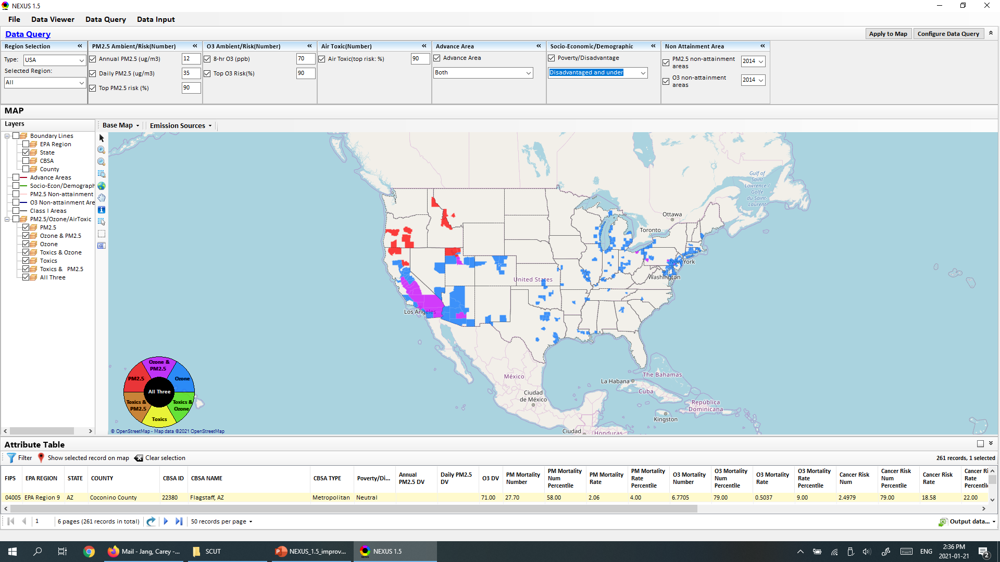 NEXUS 1.5
File Data Viewer Data Query Data Input
Data Query
Apply to Map Configure Data Query
Region Selection
Type: USA
Selected Region:
All
PM2.5 Ambient/Risk(Number)
Annual PM2.5 (ug/m3) 12
Daily PM2.5 (ug/m3) 35
Top PM2.5 risk (%) 90
O3 Ambient/Risk(Number)
8-hr O3 (ppb) 70
Top O3 Risk(%) 90
Air Toxic(Number)
Air Toxic(top risk: %) 90
Advance Area
Advance Area
Both
Socio-Economic/Demographic
Poverty/Disadvantage
Disadvantaged and under
Non Attainment Area
PM2.5 non-attainment
areas 2014
O3 non-attainment
areas 2014
MAP
Layers
Base Map Emission Sources
Boundary Lines
EPA Region
State
CBSA
County
Advance Areas
Socio-Econ/Demograph
PM2.5 Non-attainment
O3 Non-attainment Are
Class I Areas
PM2.5/Ozone/AirToxic
PM2.5
Ozone & PM2.5
Ozone
Toxics & Ozone
Toxics
Toxics & PM2.5
All Three
Gulf of
Saint
Lawrence /
Golfe
du Saint-
Laurent
Ottawa
Toronto
New York
Washington
United States
Los Angeles
México
Ciudad
de México
The Bahamas
La Habana
Cuba
República
Dominicana
Kingston
Ciudad
Honduras
Ozone &
PM2.5
PM2.5
Ozone
All Three
Toxics &
PM2.5
Toxics &
Ozone
Toxics
© OpenStreetMap - Map data ©2021 OpenStreetMap
Attribute Table
Filter Show selected record on map Clear selection
261 records, 1 selected
FIPS
EPA REGION
STATE
COUNTY
CBSA ID
CBSA NAME
CBSA TYPE
Poverty/Di...
Annual
PM2.5 DV
Daily PM2.5
DV
O3 DV
PM Mortality
Number
PM Mortality
Num
Percentile
PM Mortality
Rate
PM Mortality
Rate
Percentile
O3 Mortality
Number
O3 Mortality
Num
Percentile
O3 Mortality
Rate
O3 Mortality
Rate
Percentile
Cancer Risk
Num
Cancer Risk
Num
Percentile
Cancer Risk
Rate
Cancer Ri
Rate
Percentil
04005 EPA Region 9 AZ Coconino County 22380 Flagstaff, AZ Metropolitan Neutral 71.00 27.70 58.00 2.06 4.00 6.7705 79.00 0.5037 9.00 2.4979 79.00 18.58 22.00
1 6 pages (261 records in total) 50 records per page
Output data...
Mail - Jang, Carey -...
SCUT
NEXUS_1.5_improv...
NEXUS 1.5
ENG
2:36 PM
2021-01-21
2